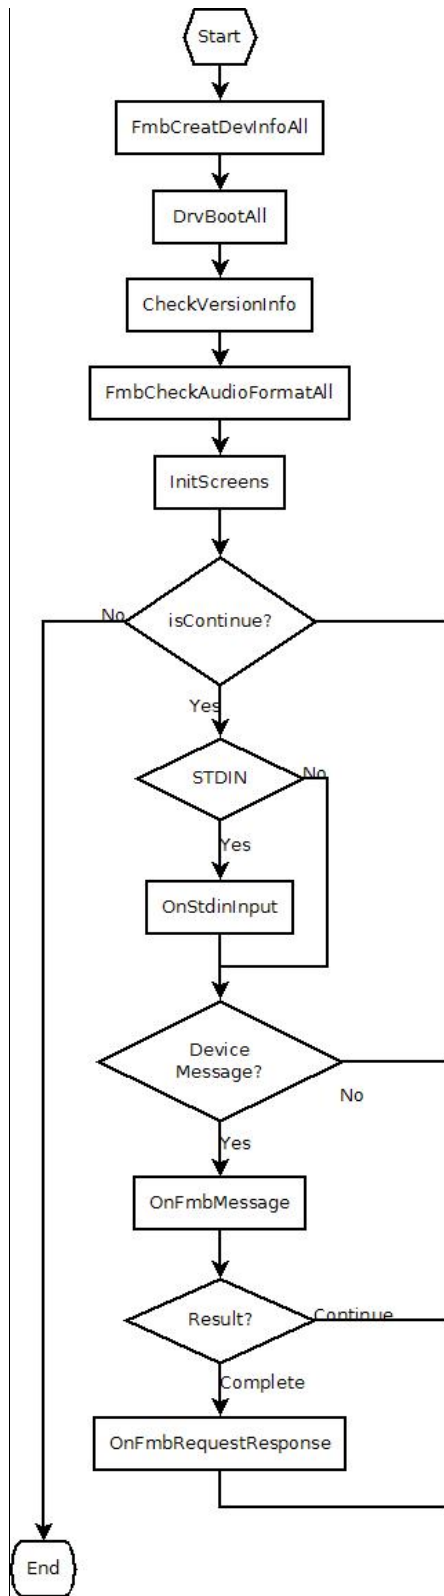 Start
FmbCreatDevInfoAll
DrvBootAll
CheckVersionInfo
FmbCheckAudioFormatAll
InitScreens
No
isContinue?
Yes
STDIN
No
Yes
OnStdinInput
Device
Message?
No
Yes
OnFmbMessage
Result?
Continue
Complete
OnFmbRequestResponse
End